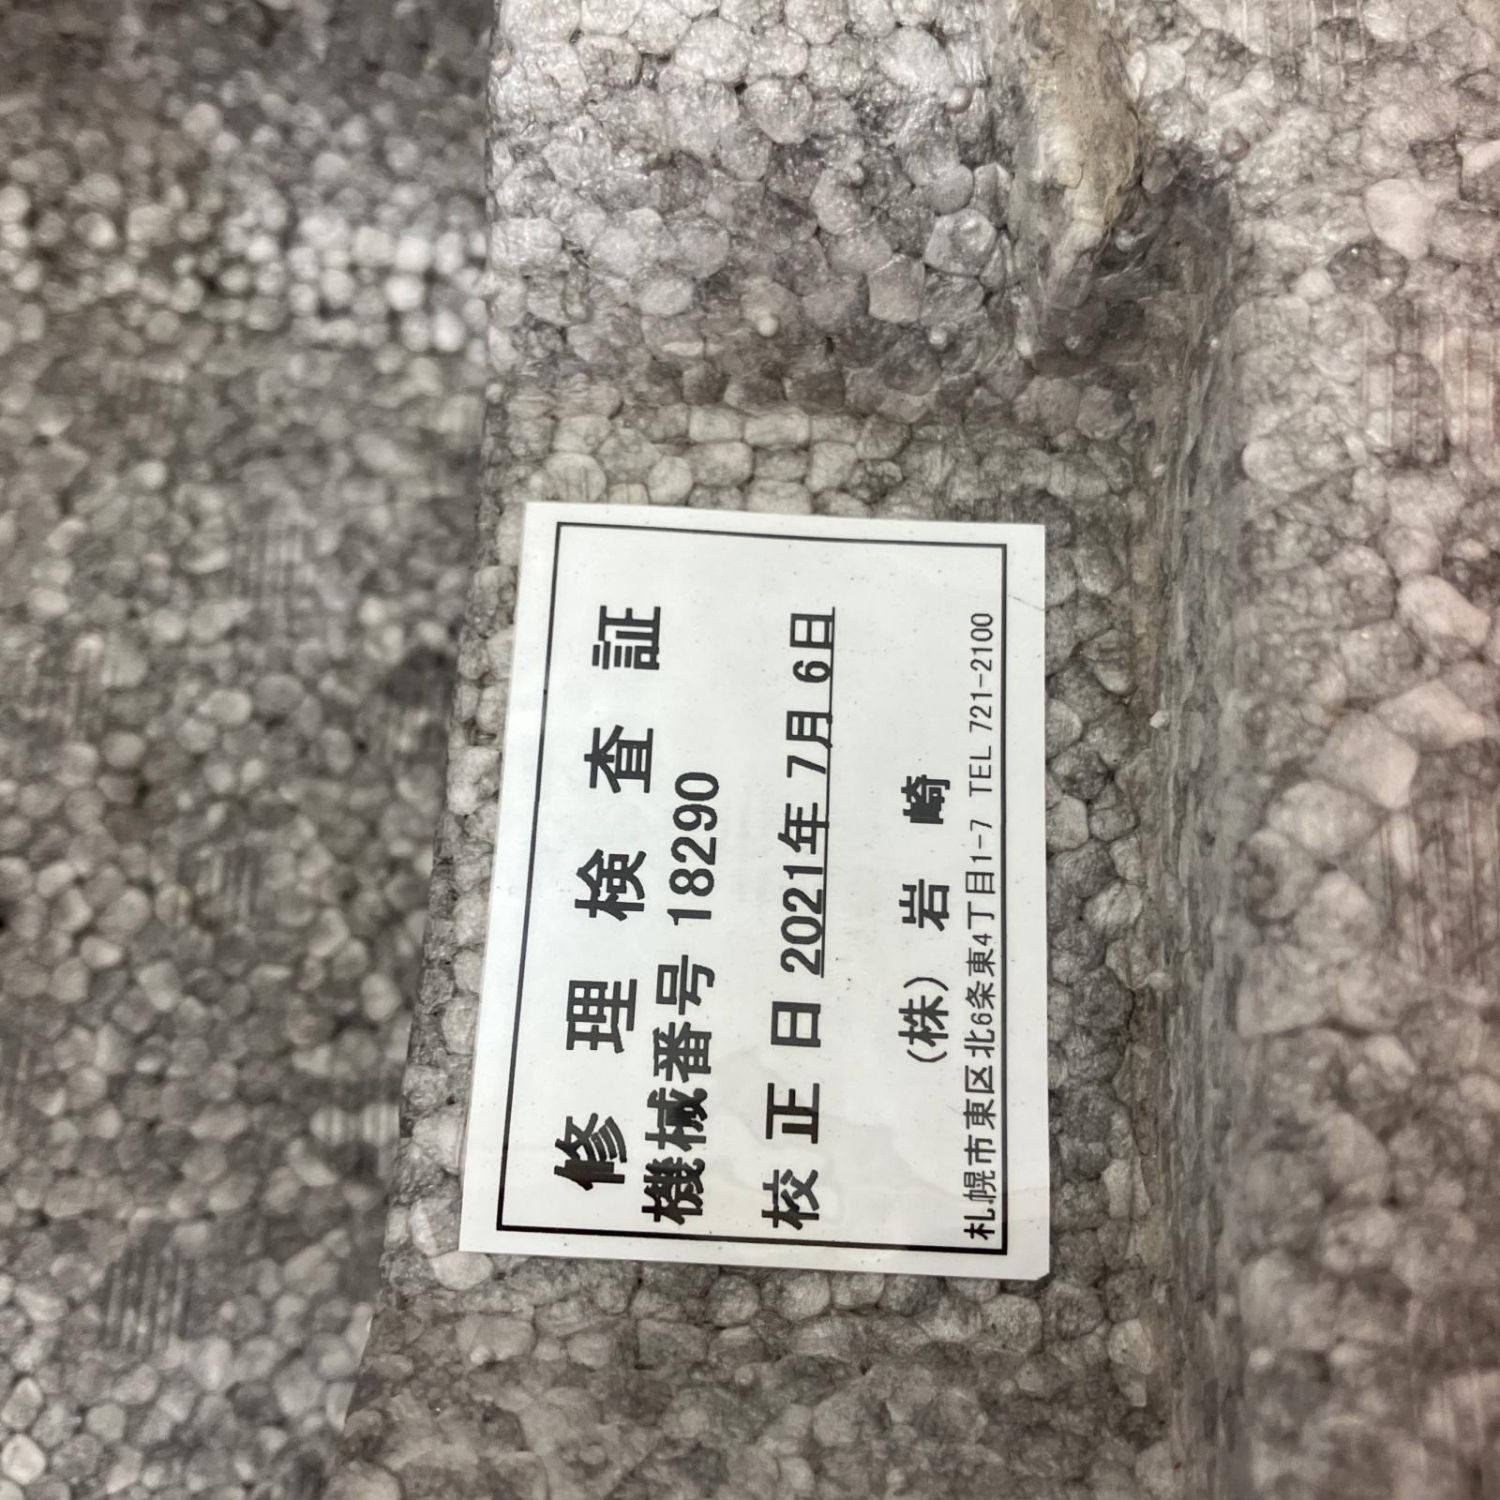 修理検査証
機械番号 18290
校正日 2021年 7月 6日
(株) 岩崎
札幌市東区北6条東4丁目1-7 TEL 721-2100